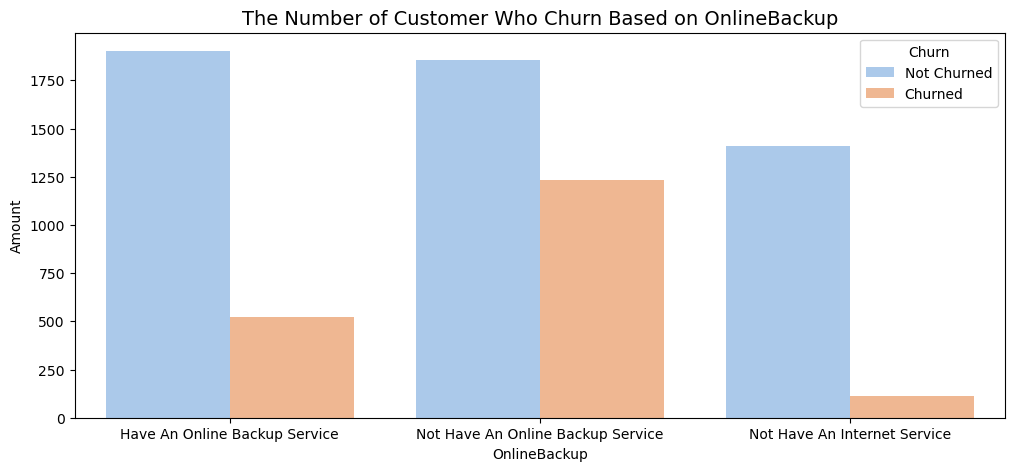 The Number of Customer Who Churn Based on OnlineBackup
Churn
Not Churned
Churned
Amount
1750
1500
1250
1000
750
500
250
0
Have An Online Backup Service
Not Have An Online Backup Service
Not Have An Internet Service
OnlineBackup